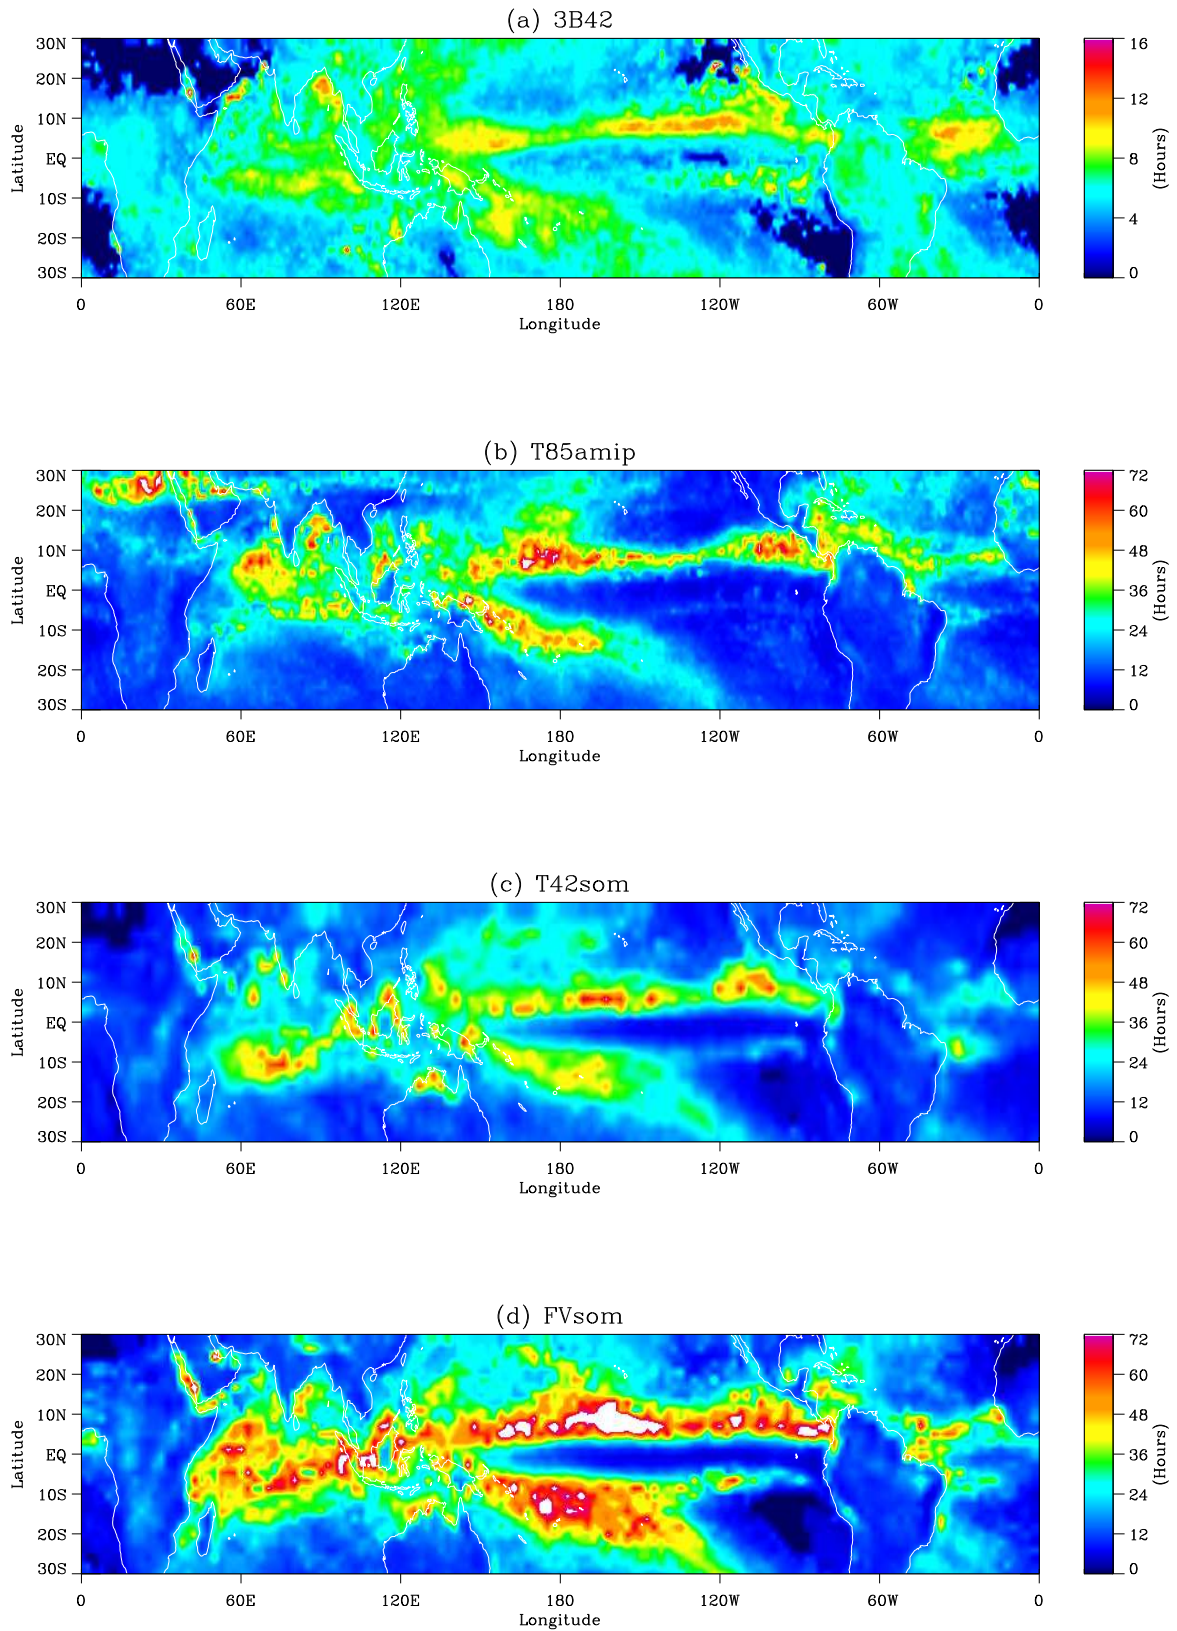 (a) 3B42
Latitude
30N
20N
10N
EQ
10S
20S
30S
0 60E 120E 180 120W 60W 0
Longitude
16
12
8
4
0
(Hours)
(b) T85amip
Latitude
30N
20N
10N
EQ
10S
20S
30S
0 60E 120E 180 120W 60W 0
Longitude
72
60
48
36
24
12
0
(Hours)
(c) T42som
Latitude
30N
20N
10N
EQ
10S
20S
30S
0 60E 120E 180 120W 60W 0
Longitude
72
60
48
36
24
12
0
(Hours)
(d) FVsom
Latitude
30N
20N
10N
EQ
10S
20S
30S
0 60E 120E 180 120W 60W 0
Longitude
72
60
48
36
24
12
0
(Hours)